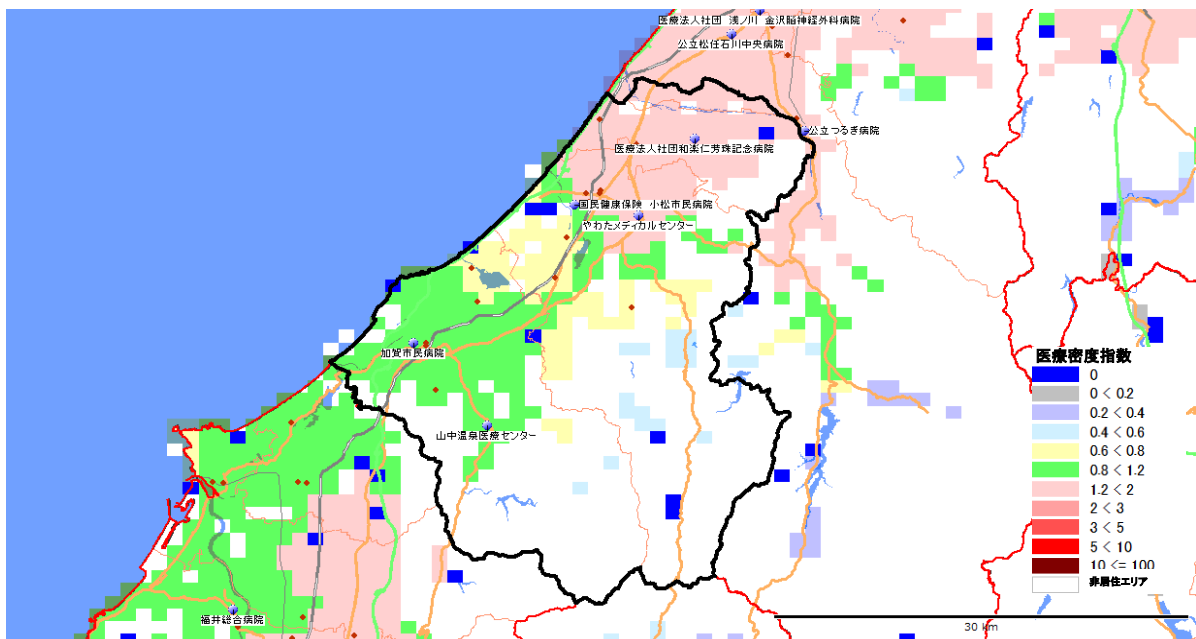 医療法人社団 浅ノ川 金沢脳神経外科病院
公立松任石川中央病院
公立つるぎ病院
医療法人社団和楽仁芳珠記念病院
国民健康保険 小松市民病院
やわたメディカルセンター
加賀市民病院
山中温泉医療センター
福井総合病院
医療密度指数
0
0 < 0.2
0.2 < 0.4
0.4 < 0.6
0.6 < 0.8
0.8 < 1.2
1.2 < 2
2 < 3
3 < 5
5 < 10
10 <= 100
非居住エリア
30 km